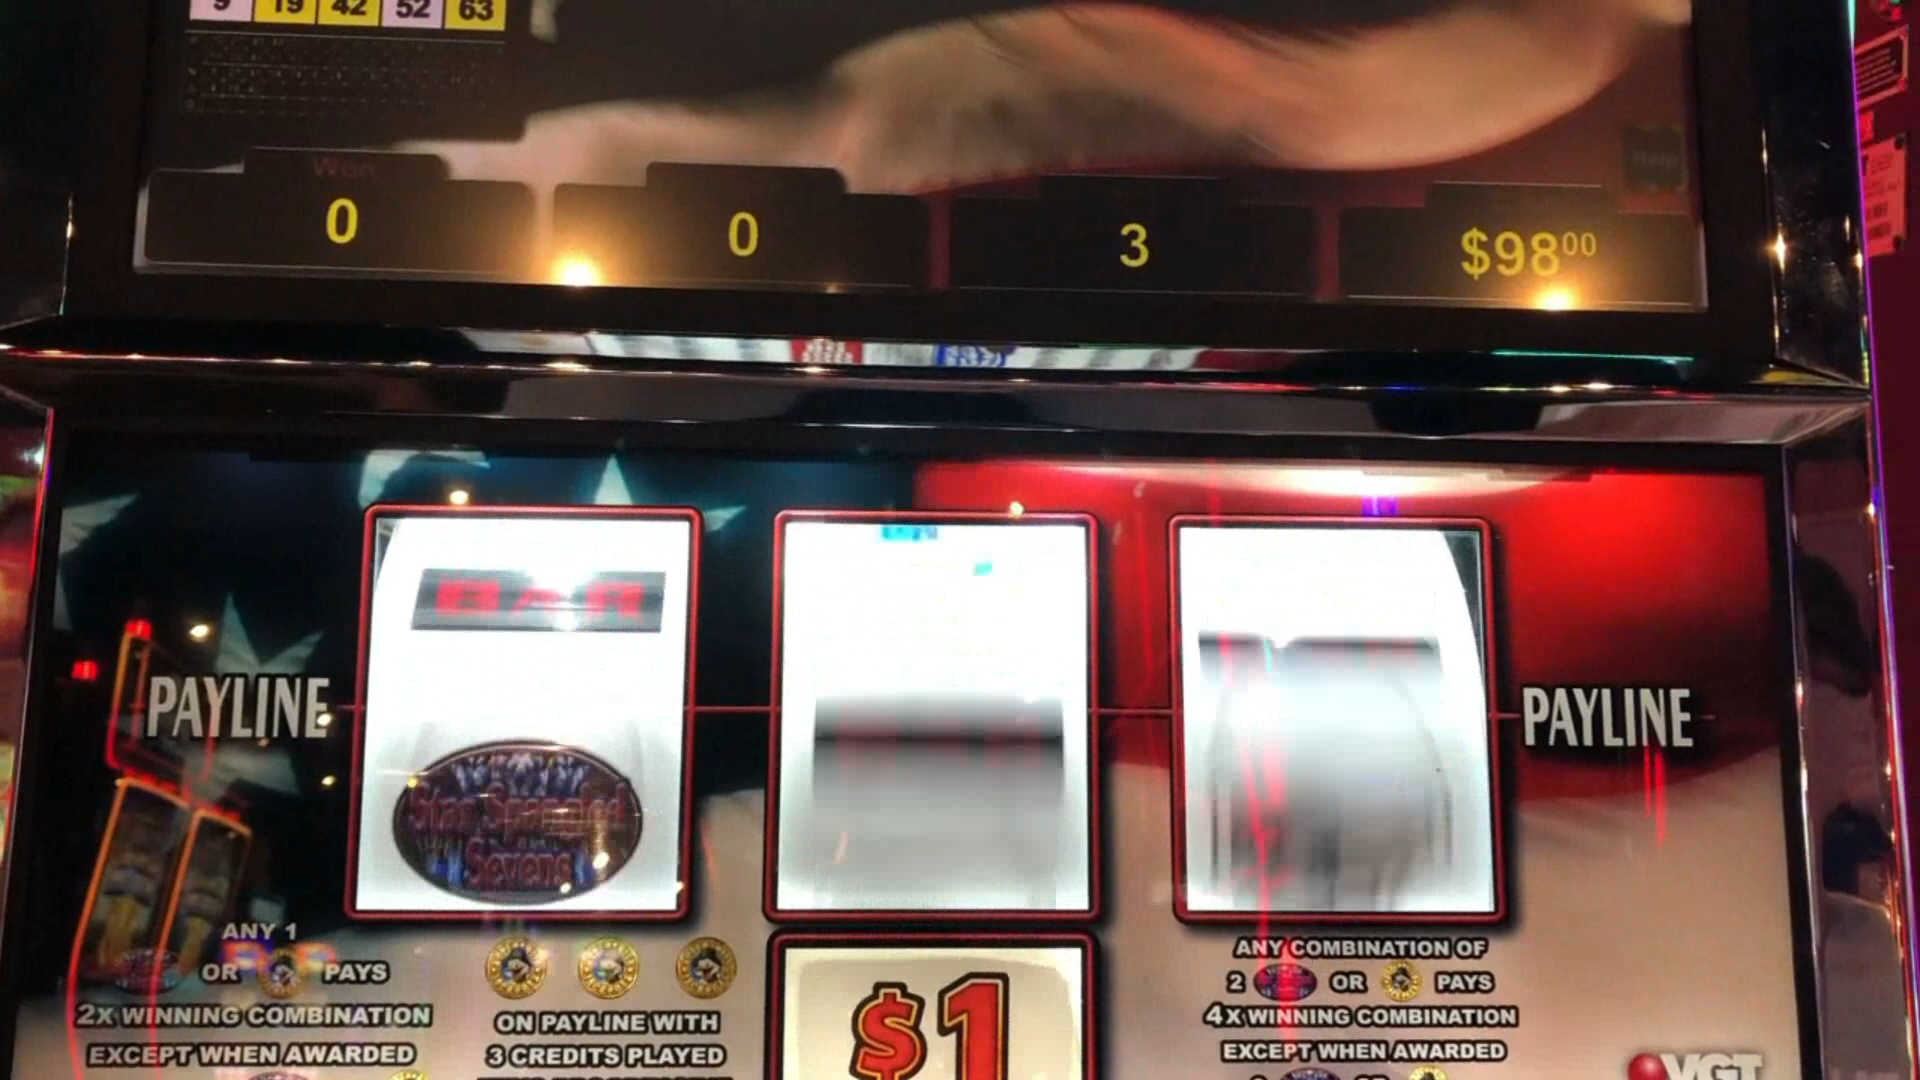 9 19 42 52 63
Won
0 0 3 $98⁰⁰
Help
BAR
PAYLINE PAYLINE
Star Spangled
Sevens
ANY 1
OR PAYS
2X WINNING COMBINATION
EXCEPT WHEN AWARDED
ON PAYLINE WITH
3 CREDITS PLAYED
$1
ANY COMBINATION OF
2 OR PAYS
4X WINNING COMBINATION
EXCEPT WHEN AWARDED
VGT